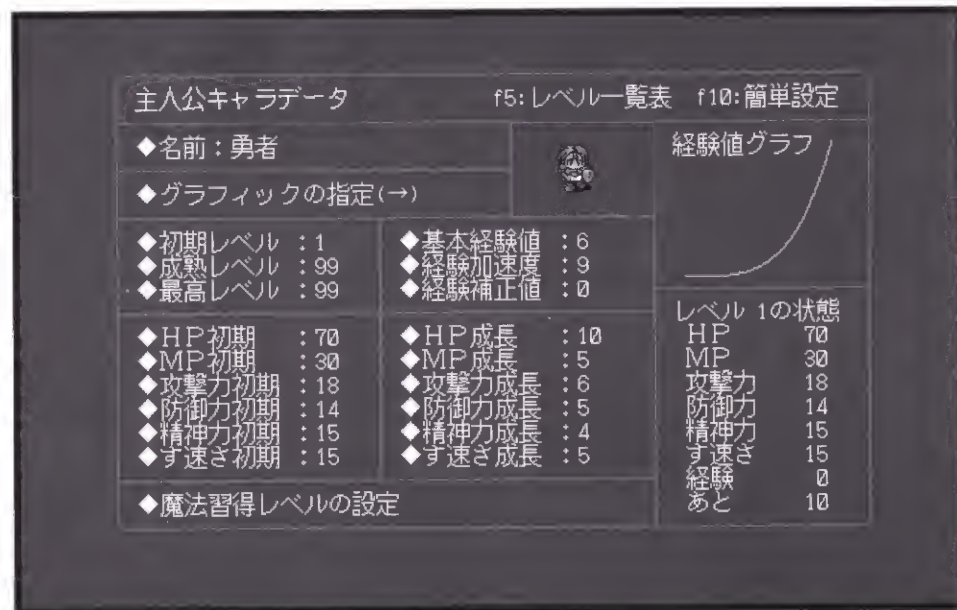 主人公キャラデータ f5:レベル一覧表 f10:簡単設定
◆名前:勇者
◆グラフィックの指定(→)
経験値グラフ
◆初期レベル :1
◆成熟レベル :99
◆最高レベル :99
◆基本経験値 :6
◆経験加速度 :9
◆経験補正値 :0
◆HP初期 :70
◆MP初期 :30
◆攻撃力初期 :18
◆防御力初期 :14
◆精神力初期 :15
◆す速さ初期 :15
◆HP成長 :10
◆MP成長 :5
◆攻撃力成長 :6
◆防御力成長 :5
◆精神力成長 :4
◆す速さ成長 :5
◆魔法習得レベルの設定
レベル 1の状態
HP 70
MP 30
攻撃力 18
防御力 14
精神力 15
す速さ 15
経験 0
あと 10